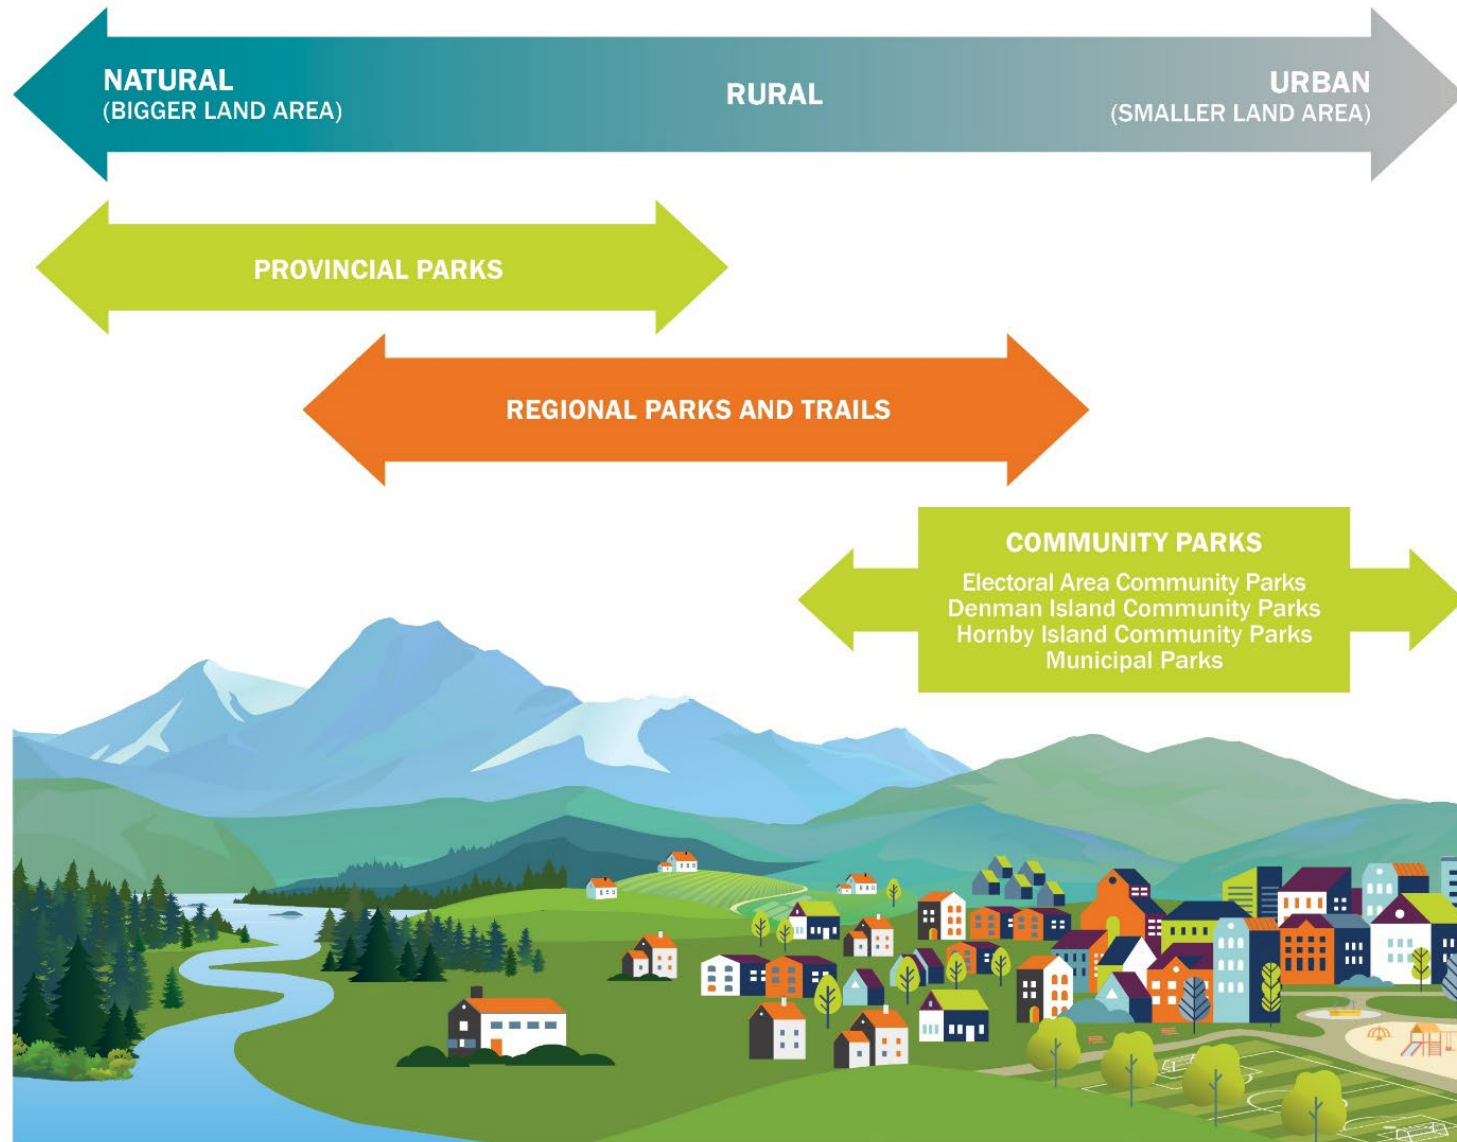 NATURAL
(BIGGER LAND AREA)
RURAL
URBAN
(SMALLER LAND AREA)
PROVINCIAL PARKS
REGIONAL PARKS AND TRAILS
COMMUNITY PARKS
Electoral Area Community Parks
Denman Island Community Parks
Hornby Island Community Parks
Municipal Parks